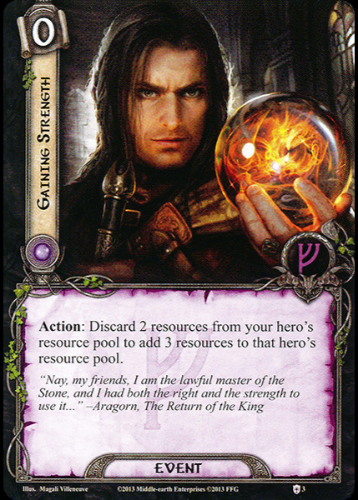 0
GAINING STRENGTH
Action: Discard 2 resources from your hero's
resource pool to add 3 resources to that hero's
resource pool.
"Nay, my friends, I am the lawful master of the
Stone, and I had both the right and the strength to
use it..." –Aragorn, The Return of the King
EVENT
Illus. Magali Villeneuve ©2013 Middle-earth Enterprises ©2013 FFG 3